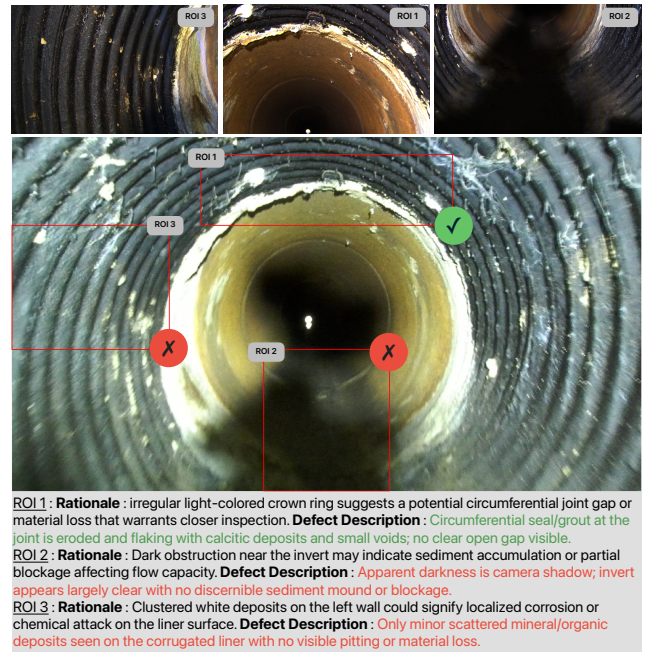 ROI 3
ROI 1
ROI 2
ROI 1
ROI 3
ROI 2
ROI 1 : Rationale : irregular light-colored crown ring suggests a potential circumferential joint gap or
material loss that warrants closer inspection. Defect Description : Circumferential seal/grout at the
joint is eroded and flaking with calcitic deposits and small voids; no clear open gap visible.
ROI 2 : Rationale : Dark obstruction near the invert may indicate sediment accumulation or partial
blockage affecting flow capacity. Defect Description : Apparent darkness is camera shadow; invert
appears largely clear with no discernible sediment mound or blockage.
ROI 3 : Rationale : Clustered white deposits on the left wall could signify localized corrosion or
chemical attack on the liner surface. Defect Description : Only minor scattered mineral/organic
deposits seen on the corrugated liner with no visible pitting or material loss.